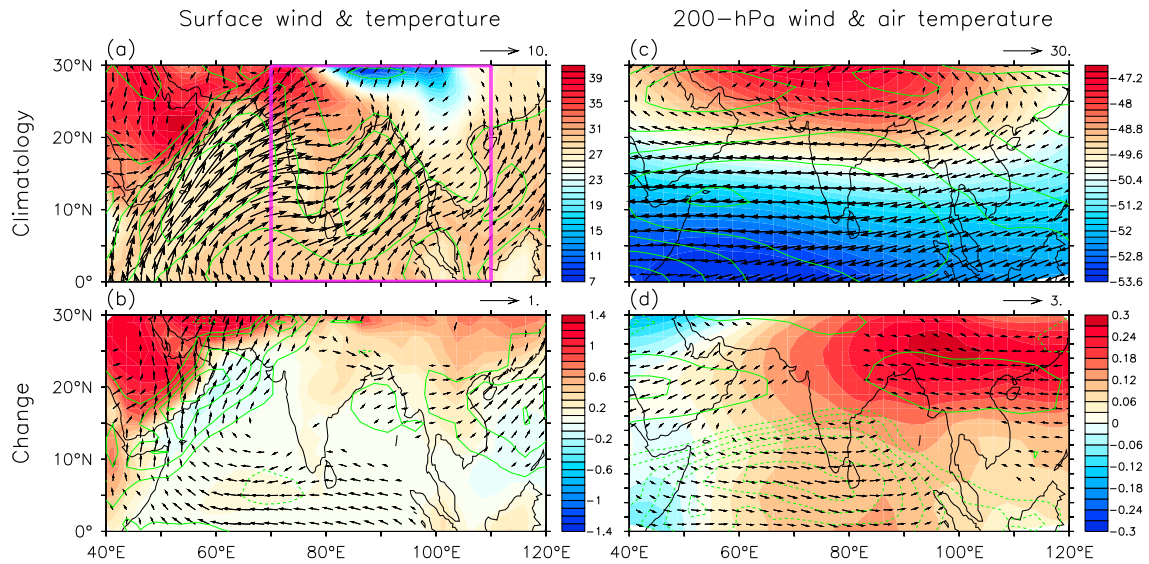 Surface wind & temperature
200-hPa wind & air temperature
(a)
10.
(c)
30.
Climatology
30°N
20°N
10°N
0°
39
35
31
27
23
19
15
11
7
-47.2
-48
-48.8
-49.6
-50.4
-51.2
-52
-52.8
-53.6
(b)
1.
(d)
3.
Change
30°N
20°N
10°N
0°
1.4
1
0.6
0.2
-0.2
-0.6
-1
-1.4
0.3
0.24
0.18
0.12
0.06
0
-0.06
-0.12
-0.18
-0.24
-0.3
40°E
60°E
80°E
100°E
120°E
40°E
60°E
80°E
100°E
120°E